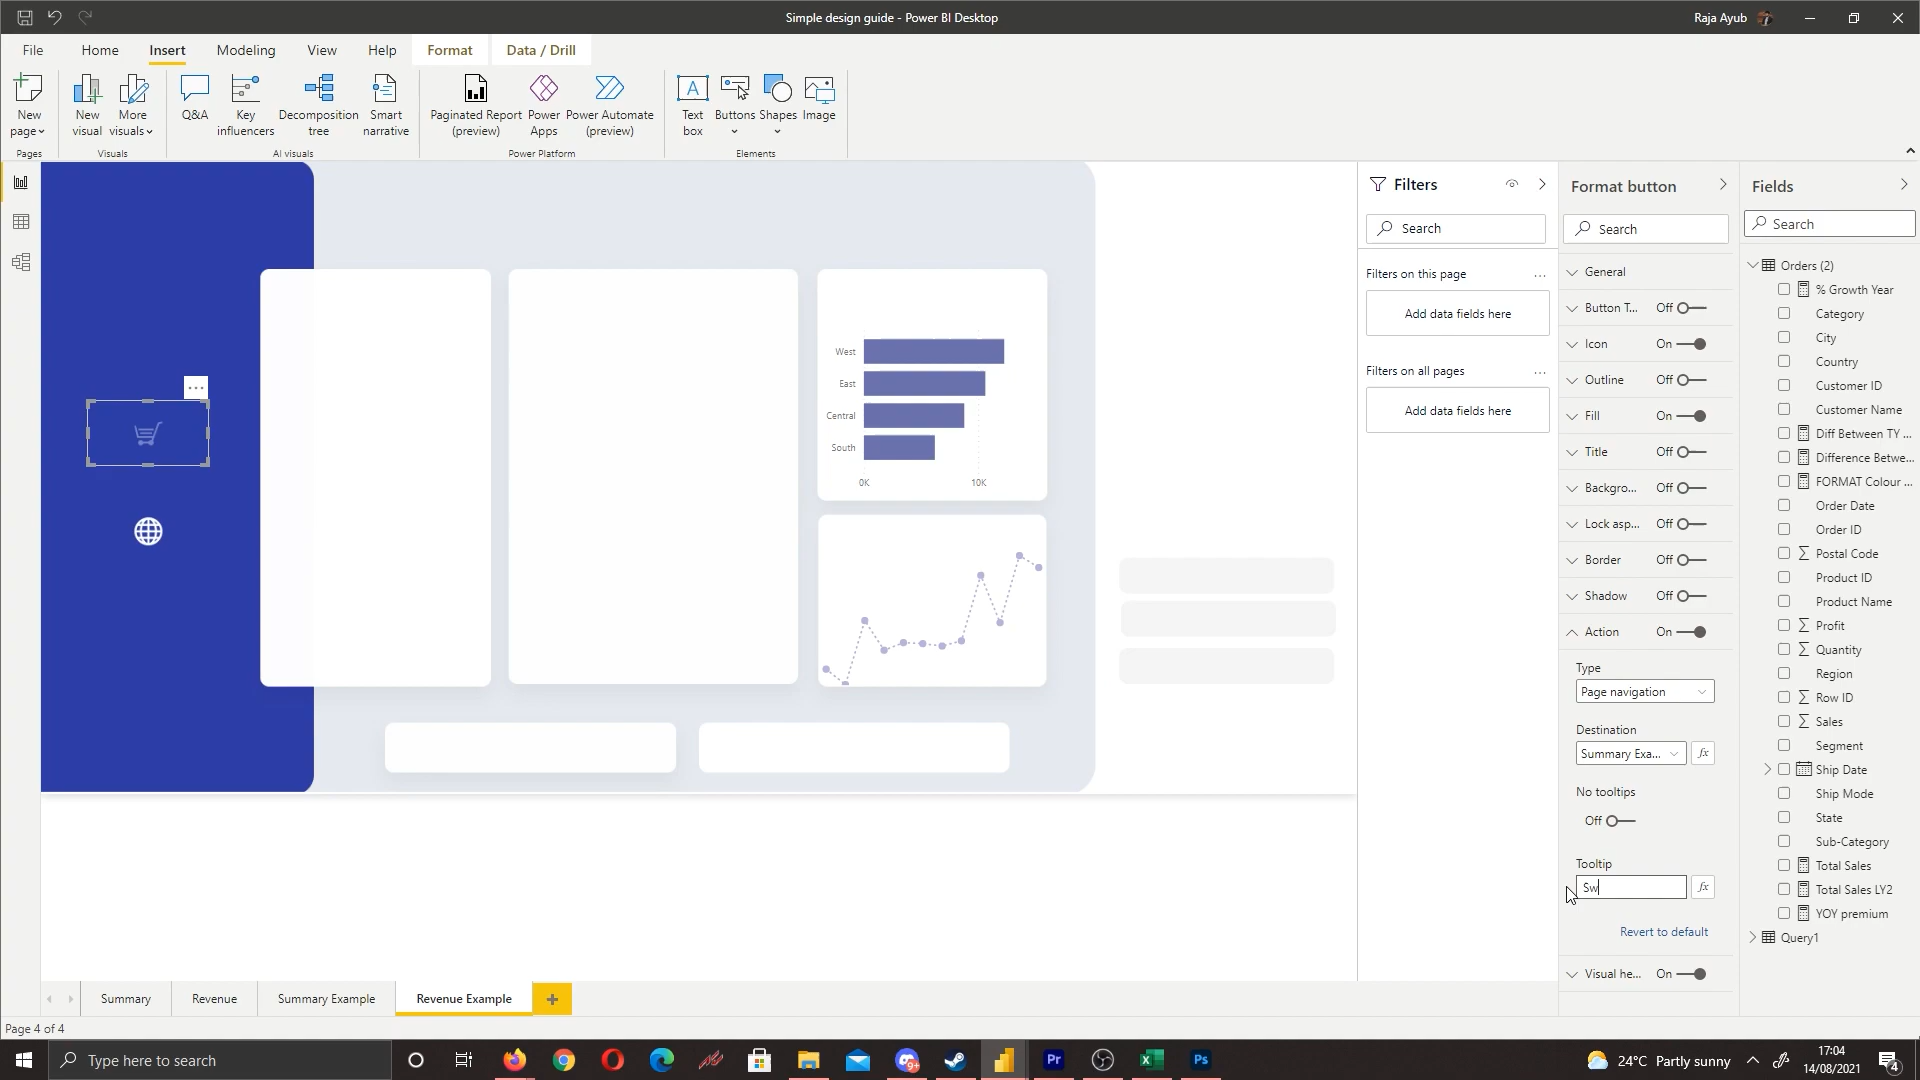 Simple design guide - Power BI Desktop
Raja Ayub
File
Home
Insert
Modeling
View
Help
Format
Data / Drill
New
page
New
visual
More
visuals
Q&A
Key
influencers
Decomposition
tree
Smart
narrative
Paginated Report
(preview)
Power
Apps
Power Automate
(preview)
Text
box
Buttons
Shapes
Image
Pages
Visuals
AI visuals
Power Platform
Elements
West
East
Central
South
0K
10K
Filters
Search
Filters on this page
...
Add data fields here
Filters on all pages
...
Add data fields here
Format button
Search
General
Button T... Off
Icon On
Outline Off
Fill On
Title Off
Backgro... Off
Lock asp... Off
Border Off
Shadow Off
Action On
Type
Page navigation
Destination
Summary Exa...
fx
No tooltips
Off
Tooltip
Sw
fx
Revert to default
Visual he... On
Fields
Search
Orders (2)
% Growth Year
Category
City
Country
Customer ID
Customer Name
Diff Between TY ...
Difference Betwe...
FORMAT Colour ...
Order Date
Order ID
Postal Code
Product ID
Product Name
Profit
Quantity
Region
Row ID
Sales
Segment
Ship Date
Ship Mode
State
Sub-Category
Total Sales
Total Sales LY2
YOY premium
Query1
Summary
Revenue
Summary Example
Revenue Example
Page 4 of 4
Type here to search
9+
Pr
Ps
24°C Partly sunny
17:04
14/08/2021
4